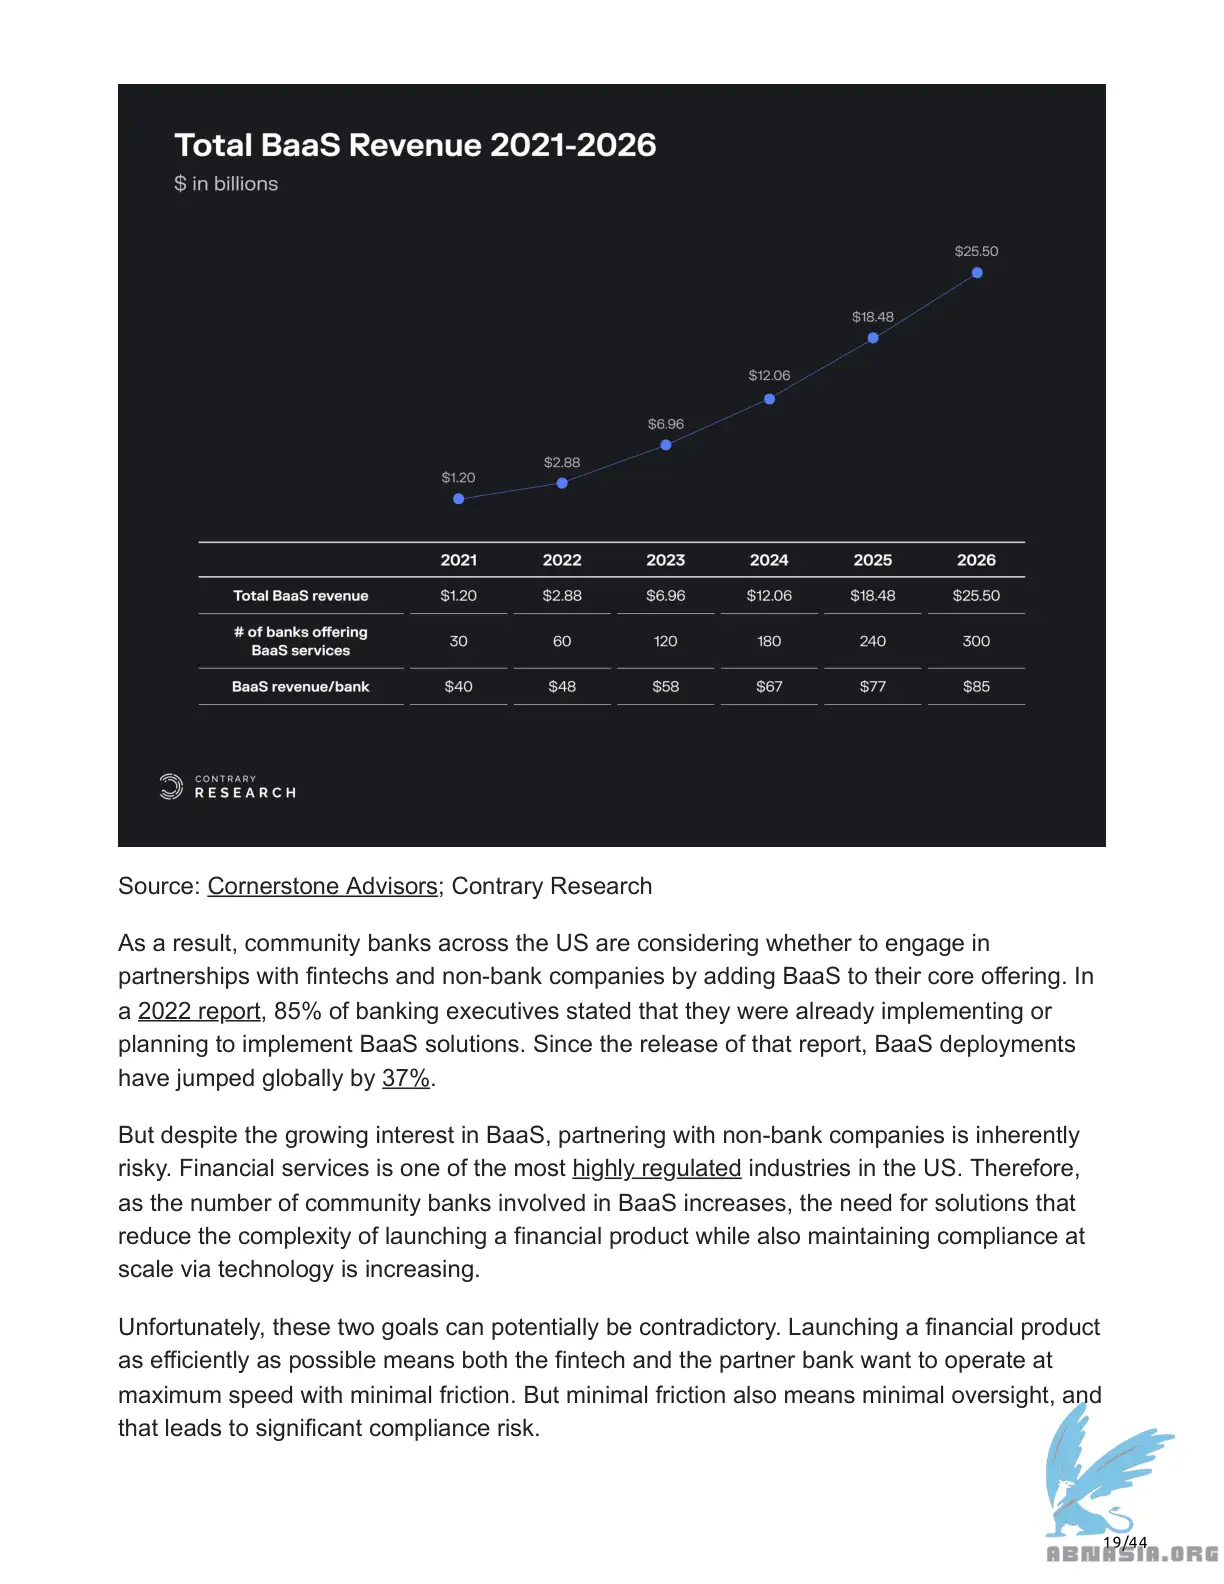 Total BaaS Revenue 2021-2026
$ in billions
$25.50
$18.48
$12.06
$6.96
$2.88
$1.20
2021 2022 2023 2024 2025 2026
Total BaaS revenue $1.20 $2.88 $6.96 $12.06 $18.48 $25.50
# of banks offering
BaaS services 30 60 120 180 240 300
BaaS revenue/bank $40 $48 $58 $67 $77 $85
CONTRARY
RESEARCH
Source: Cornerstone Advisors; Contrary Research
As a result, community banks across the US are considering whether to engage in
partnerships with fintechs and non-bank companies by adding BaaS to their core offering. In
a 2022 report, 85% of banking executives stated that they were already implementing or
planning to implement BaaS solutions. Since the release of that report, BaaS deployments
have jumped globally by 37%.
But despite the growing interest in BaaS, partnering with non-bank companies is inherently
risky. Financial services is one of the most highly regulated industries in the US. Therefore,
as the number of community banks involved in BaaS increases, the need for solutions that
reduce the complexity of launching a financial product while also maintaining compliance at
scale via technology is increasing.
Unfortunately, these two goals can potentially be contradictory. Launching a financial product
as efficiently as possible means both the fintech and the partner bank want to operate at
maximum speed with minimal friction. But minimal friction also means minimal oversight, and
that leads to significant compliance risk.
19/44
ABNASIA.ORG